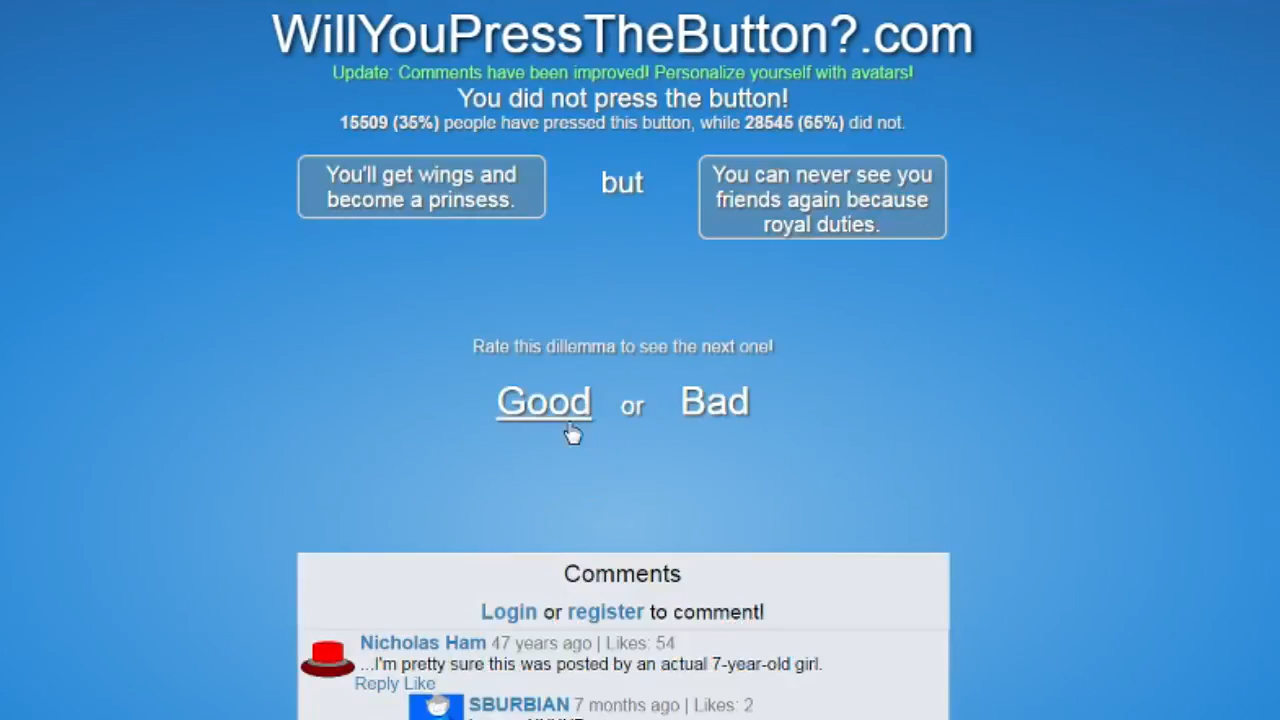 WillYouPressTheButton?.com
Update: Comments have been improved! Personalize yourself with avatars!
You did not press the button!
15509 (35%) people have pressed this button, while 28545 (65%) did not.
You'll get wings and
become a prinsess.
but
You can never see you
friends again because
royal duties.
Rate this dillemma to see the next one!
Good or Bad
Comments
Login or register to comment!
Nicholas Ham 47 years ago | Likes: 54
...I'm pretty sure this was posted by an actual 7-year-old girl.
Reply Like
SBURBIAN 7 months ago | Likes: 2